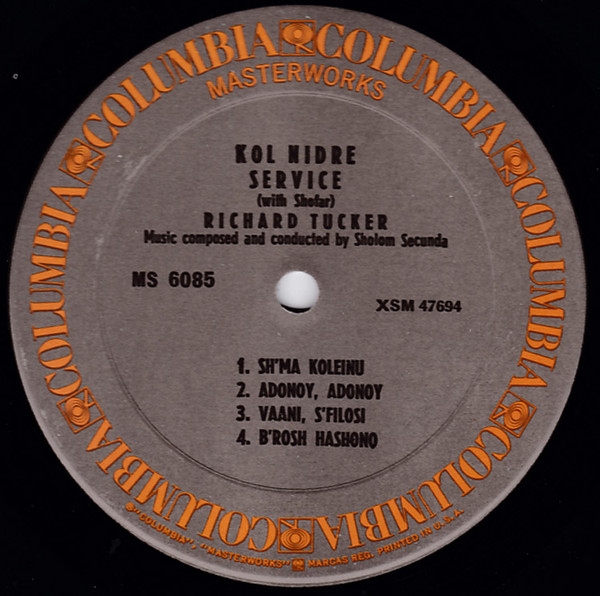 COLUMBIA COLUMBIA COLUMBIA COLUMBIA COLUMBIA COLUMBIA COLUMBIA COLUMBIA
MASTERWORKS
KOL NIDRE
SERVICE
(with Shofar)
RICHARD TUCKER
Music composed and conducted by Sholom Secunda
MS 6085
XSM 47694
1. SH'MA KOLEINU
2. ADONOY, ADONOY
3. VAANI, S'FILOSI
4. B'ROSH HASHONO
® "COLUMBIA", "MASTERWORKS" MARCAS REG. PRINTED IN U.S.A.